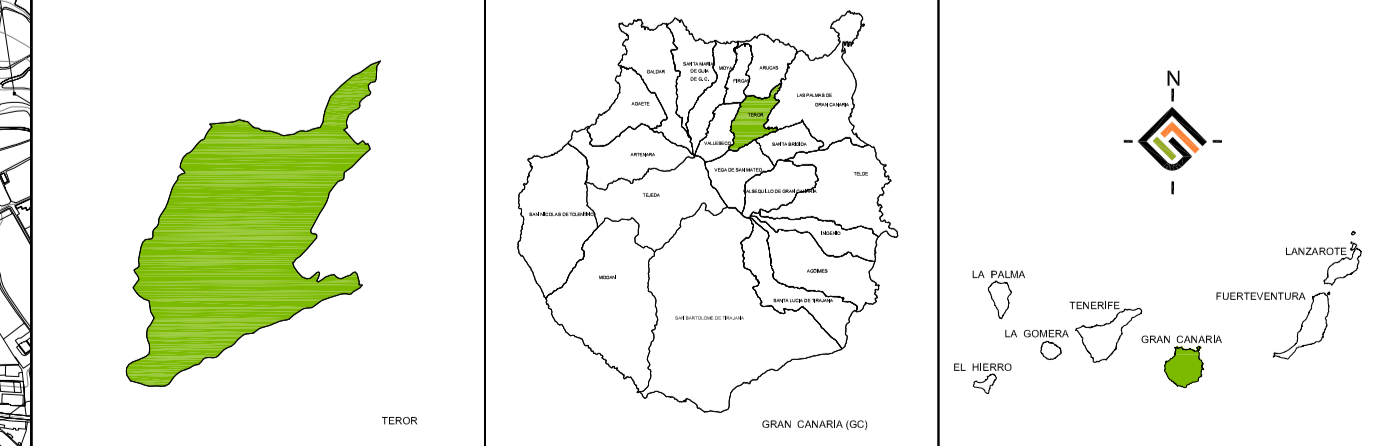 TEROR
GALDAR
SANTA MARIA
DE GUIA
DE G.C.
MOYA
FIRGAS
ARUCAS
LAS PALMAS DE
GRAN CANARIA
AGAETE
TEROR
VALLESECO
SANTA BRIGIDA
ARTENARA
VEGA DE SAN MATEO
TELDE
TEJEDA
VALSEQUILLO DE GRAN CANARIA
SAN NICOLAS DE TOLENTINO
INGENIO
MOGAN
AGÜIMES
SANTA LUCIA DE TIRAJANA
SAN BARTOLOME DE TIRAJANA
GRAN CANARIA (GC)
N
LANZAROTE
LA PALMA
FUERTEVENTURA
TENERIFE
LA GOMERA
GRAN CANARIA
EL HIERRO